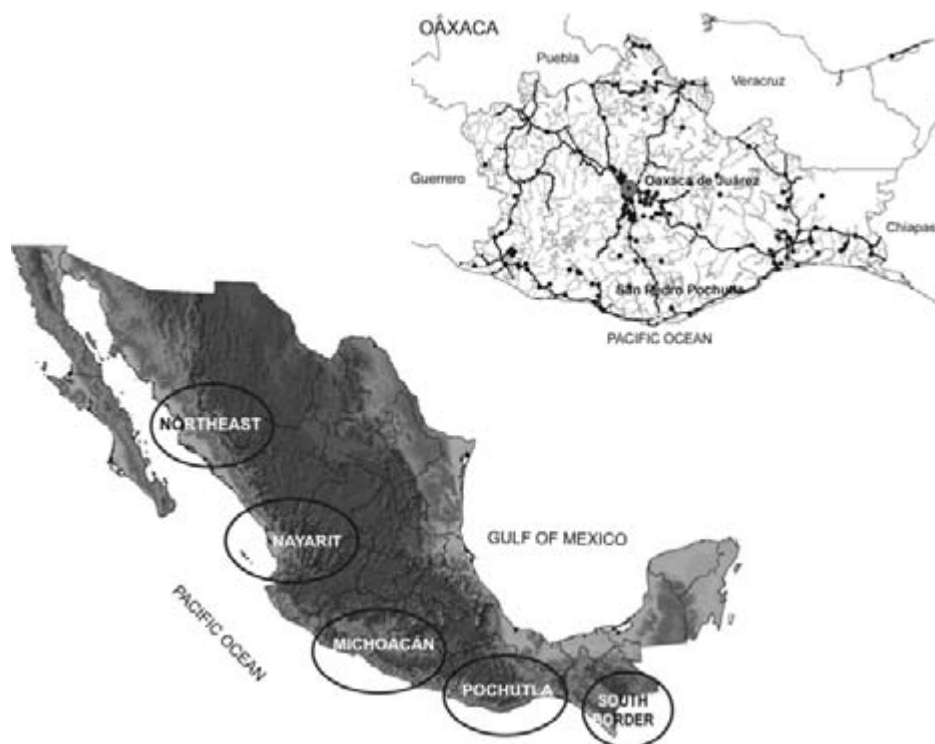 OÁXACA
Puebla
Veracruz
Guerrero
Oaxaca de Juárez
Chiapas
San Pedro Pochutla
PACIFIC OCEAN
NORTHEAST
NAYARIT
GULF OF MEXICO
PACIFIC OCEAN
MICHOACÁN
POCHUTLA
SOUTH
BORDER